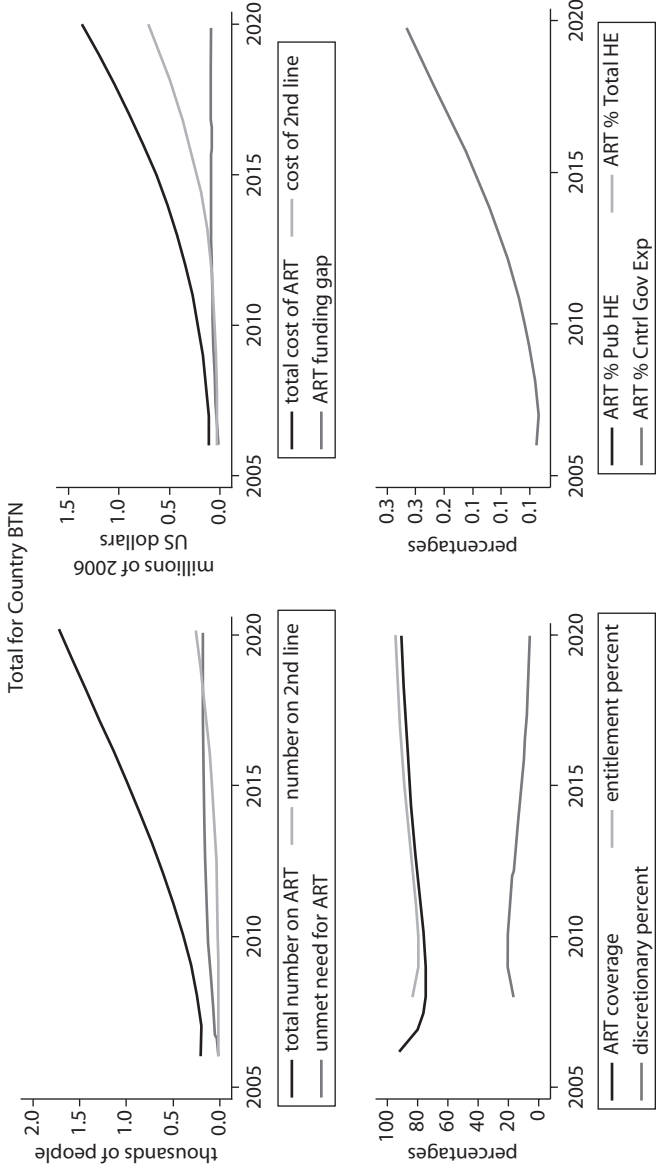 Total for Country BTN
thousands of people
2.0
1.5
1.0
0.5
0.0
2005
2010
2015
2020
total number on ART
number on 2nd line
unmet need for ART
millions of 2006
US dollars
1.5
1.0
0.5
0.0
2005
2010
2015
2020
total cost of ART
cost of 2nd line
ART funding gap
percentages
100
80
60
40
20
0
2005
2010
2015
2020
ART coverage
entitlement percent
discretionary percent
percentages
0.3
0.3
0.2
0.1
0.1
0.1
2005
2010
2015
2020
ART % Pub HE
ART % Total HE
ART % Cntrl Gov Exp